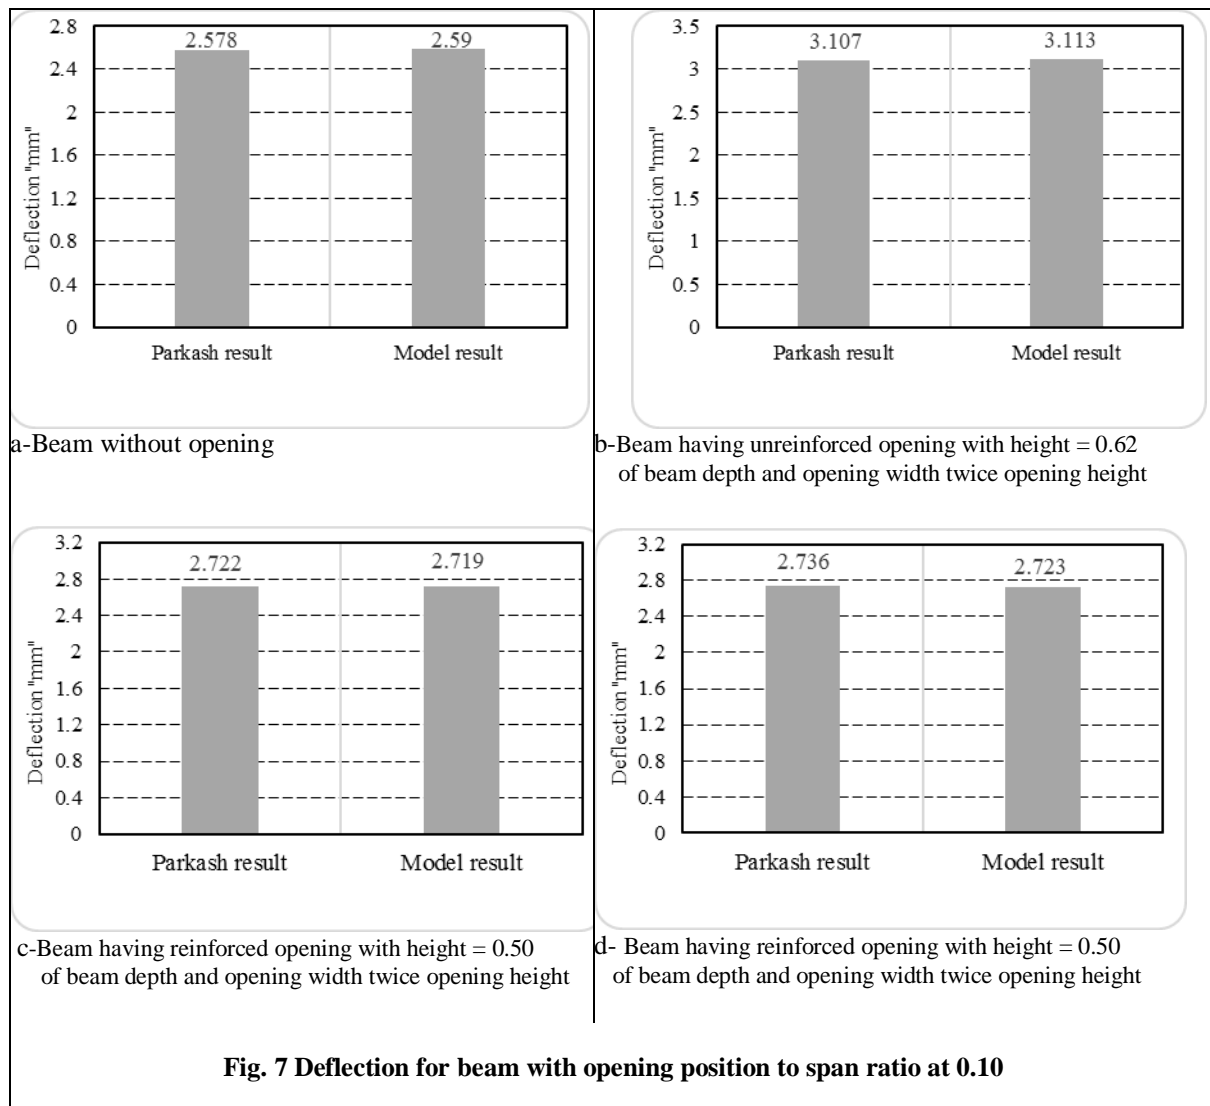 2.8
2.4
2
1.6
1.2
0.8
0.4
0
Deflection "mm"
2.578
2.59
Parkash result
Model result
a-Beam without opening
3.5
3
2.5
2
1.5
1
0.5
0
Deflection "mm"
3.107
3.113
Parkash result
Model result
b-Beam having unreinforced opening with height = 0.62
of beam depth and opening width twice opening height
3.2
2.8
2.4
2
1.6
1.2
0.8
0.4
0
Deflection "mm"
2.722
2.719
Parkash result
Model result
c-Beam having reinforced opening with height = 0.50
of beam depth and opening width twice opening height
3.2
2.8
2.4
2
1.6
1.2
0.8
0.4
0
Deflection "mm"
2.736
2.723
Parkash result
Model result
d- Beam having reinforced opening with height = 0.50
of beam depth and opening width twice opening height
Fig. 7 Deflection for beam with opening position to span ratio at 0.10